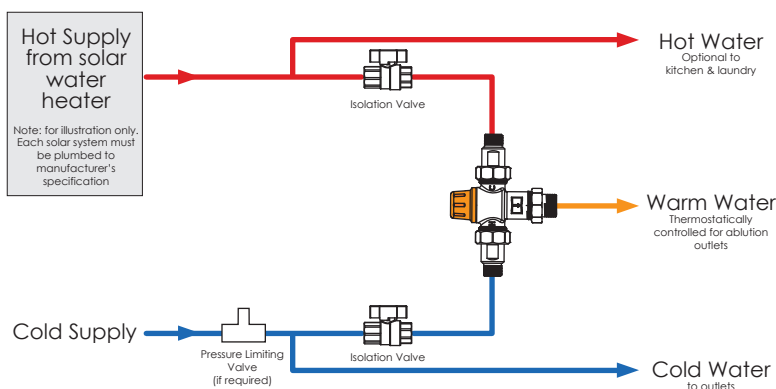 Hot Supply
from solar
water
heater
Note: for illustration only.
Each solar system must
be plumbed to
manufacturer's
specification
Isolation Valve
Hot Water
Optional to
kitchen & laundry
Warm Water
Thermostatically
controlled for ablution
outlets
Cold Supply
Pressure Limiting
Valve
(if required)
Isolation Valve
Cold Water
to outlets